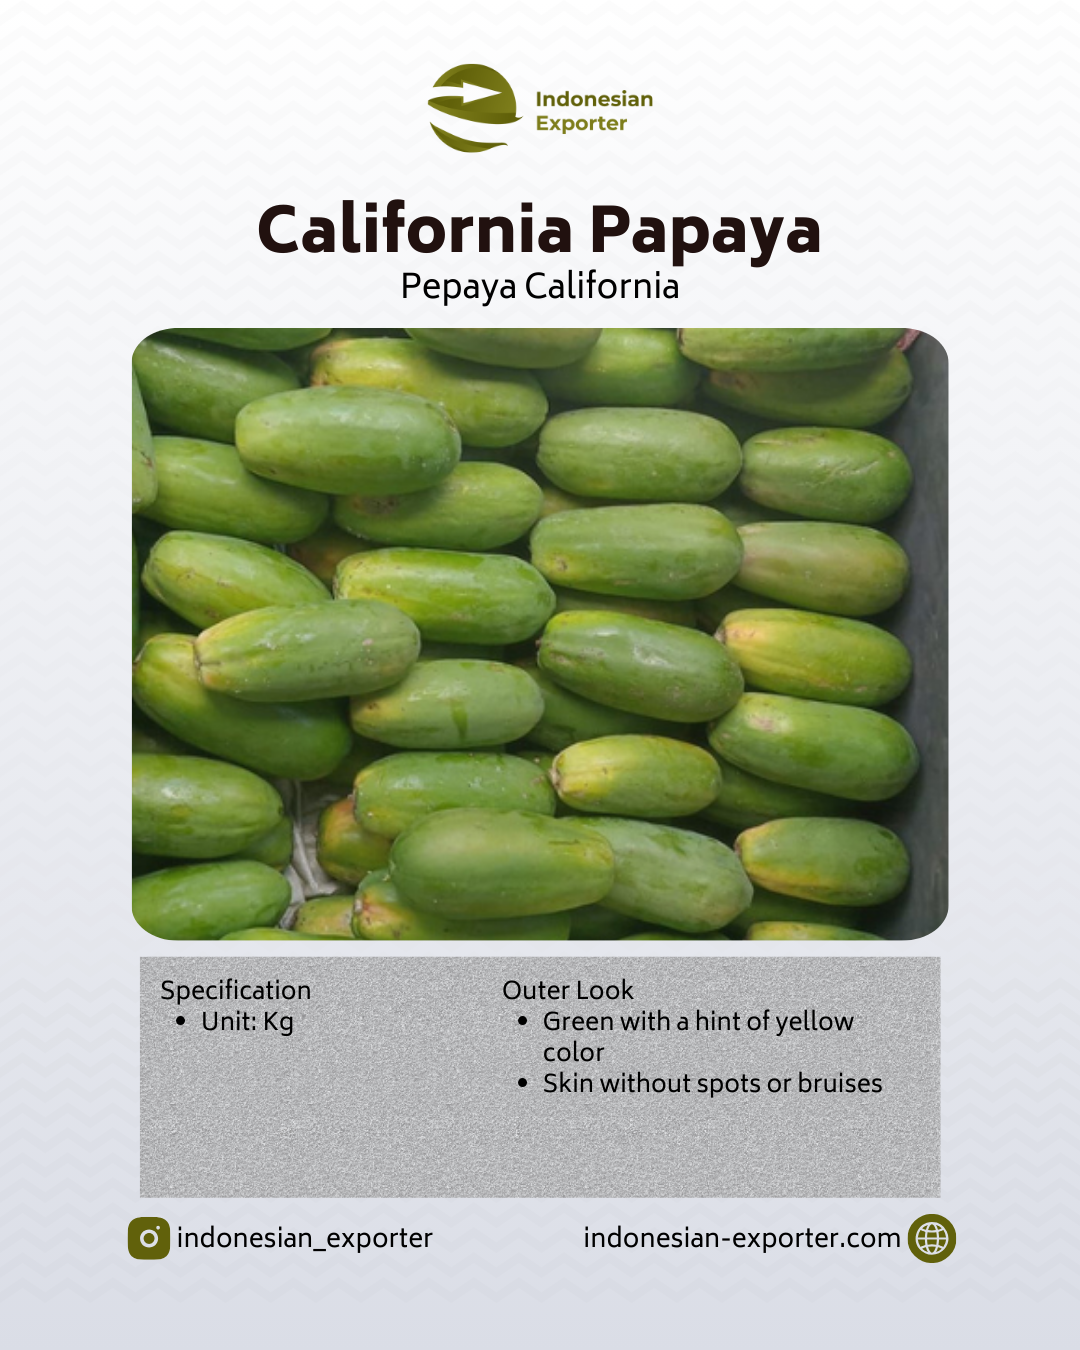 Indonesian
Exporter
California Papaya
Pepaya California
Specification
• Unit: Kg
Outer Look
• Green with a hint of yellow
color
• Skin without spots or bruises
indonesian_exporter
indonesian-exporter.com